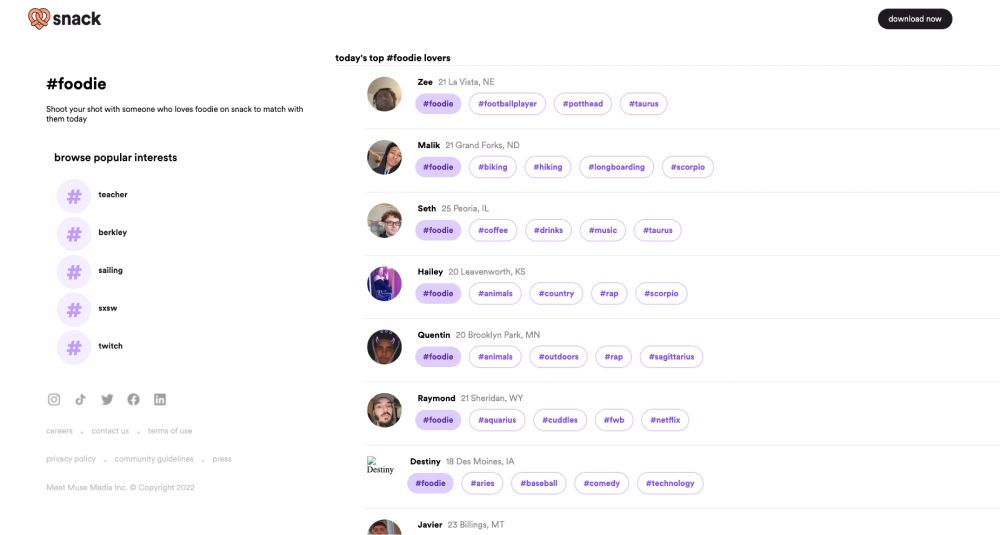 snack
download now
today's top #foodie lovers
#foodie
Shoot your shot with someone who loves foodie on snack to match with
them today
browse popular interests
#
teacher
#
berkley
#
sailing
#
sxsw
#
twitch
careers . contact us . terms of use
privacy policy . community guidelines . press
Meet Muse Media Inc. © Copyright 2022
Zee 21 La Vista, NE
#foodie #footballplayer #potthead #taurus
Malik 21 Grand Forks, ND
#foodie #biking #hiking #longboarding #scorpio
Seth 25 Peoria, IL
#foodie #coffee #drinks #music #taurus
Hailey 20 Leavenworth, KS
#foodie #animals #country #rap #scorpio
Quentin 20 Brooklyn Park, MN
#foodie #animals #outdoors #rap #sagittarius
Raymond 21 Sheridan, WY
#foodie #aquarius #cuddles #fwb #netflix
Destiny
Destiny 18 Des Moines, IA
#foodie #aries #baseball #comedy #technology
Javier 23 Billings, MT